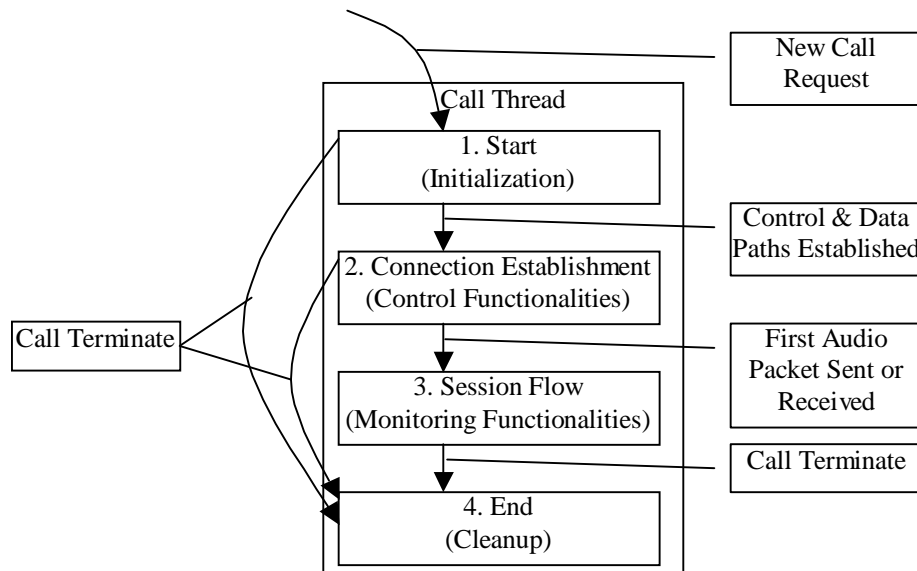 New Call
Request
Call Thread
1. Start
(Initialization)
Control & Data
Paths Established
2. Connection Establishment
(Control Functionalities)
Call Terminate
First Audio
Packet Sent or
Received
3. Session Flow
(Monitoring Functionalities)
Call Terminate
4. End
(Cleanup)